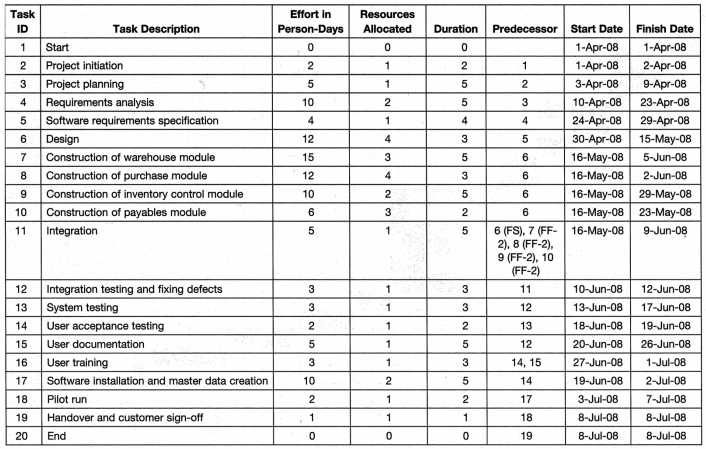 Task ID Task Description Effort in Person-Days Resources Allocated Duration Predecessor Start Date Finish Date
1 Start 0 0 0 1-Apr-08 1-Apr-08
2 Project initiation 2 1 2 1 1-Apr-08 2-Apr-08
3 Project planning 5 1 5 2 3-Apr-08 9-Apr-08
4 Requirements analysis 10 2 5 3 10-Apr-08 23-Apr-08
5 Software requirements specification 4 1 4 4 24-Apr-08 29-Apr-08
6 Design 12 4 3 5 30-Apr-08 15-May-08
7 Construction of warehouse module 15 3 5 6 16-May-08 5-Jun-08
8 Construction of purchase module 12 4 3 6 16-May-08 2-Jun-08
9 Construction of inventory control module 10 2 5 6 16-May-08 29-May-08
10 Construction of payables module 6 3 2 6 16-May-08 23-May-08
11 Integration 5 1 5 6 (FS), 7 (FF-2), 8 (FF-2), 9 (FF-2), 10 (FF-2) 16-May-08 9-Jun-08
12 Integration testing and fixing defects 3 1 3 11 10-Jun-08 12-Jun-08
13 System testing 3 1 3 12 13-Jun-08 17-Jun-08
14 User acceptance testing 2 1 2 13 18-Jun-08 19-Jun-08
15 User documentation 5 1 5 12 20-Jun-08 26-Jun-08
16 User training 3 1 3 14, 15 27-Jun-08 1-Jul-08
17 Software installation and master data creation 10 2 5 14 19-Jun-08 2-Jul-08
18 Pilot run 2 1 2 17 3-Jul-08 7-Jul-08
19 Handover and customer sign-off 1 1 1 18 8-Jul-08 8-Jul-08
20 End 0 0 0 19 8-Jul-08 8-Jul-08